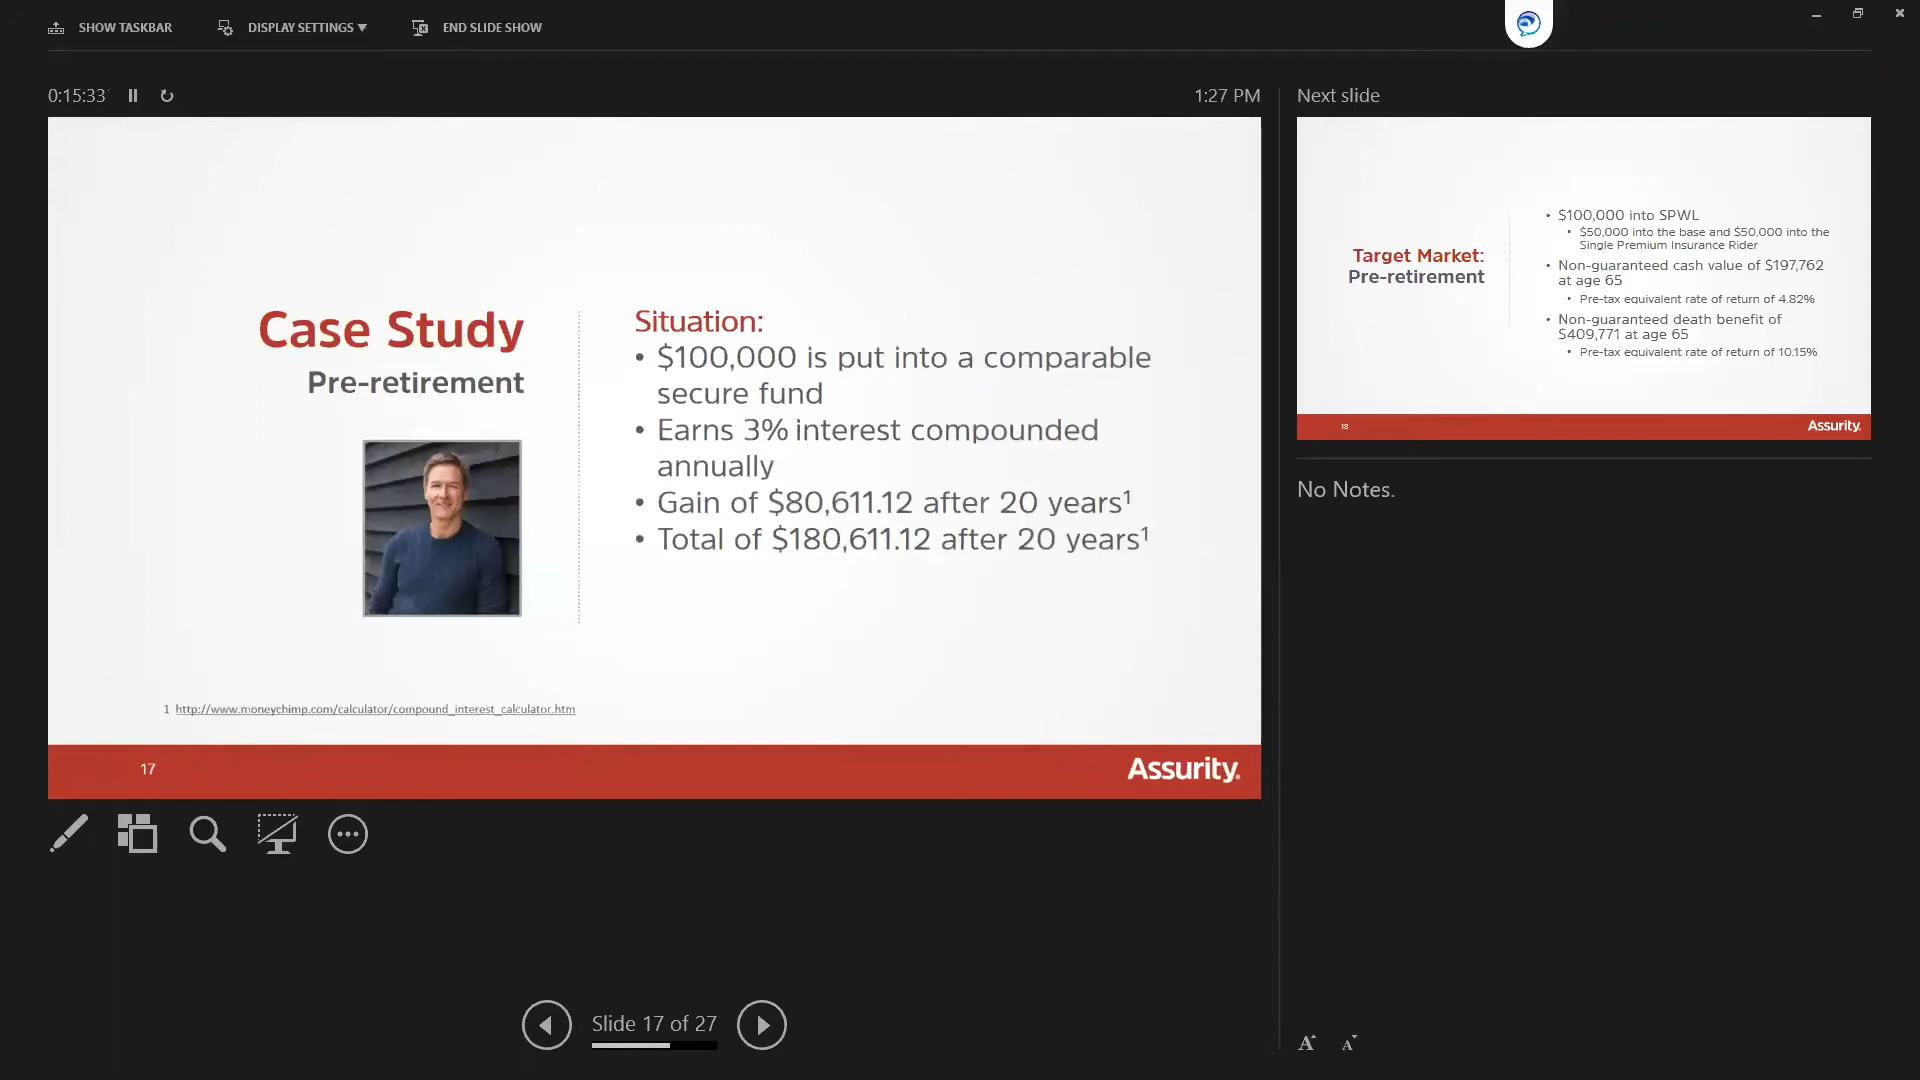 SHOW TASKBAR
DISPLAY SETTINGS
END SLIDE SHOW
0:15:33
1:27 PM
Case Study
Pre-retirement
Situation:
• $100,000 is put into a comparable
secure fund
• Earns 3% interest compounded
annually
• Gain of $80,611.12 after 20 years¹
• Total of $180,611.12 after 20 years¹
1 http://www.moneychimp.com/calculator/compound_interest_calculator.htm
17
Assurity®
Next slide
Target Market:
Pre-retirement
• $100,000 into SPWL
• $50,000 into the base and $50,000 into the
Single Premium Insurance Rider
• Non-guaranteed cash value of $197,762
at age 65
• Pre-tax equivalent rate of return of 4.82%
• Non-guaranteed death benefit of
$409,771 at age 65
• Pre-tax equivalent rate of return of 10.15%
18
Assurity®
No Notes.
Slide 17 of 27
A A